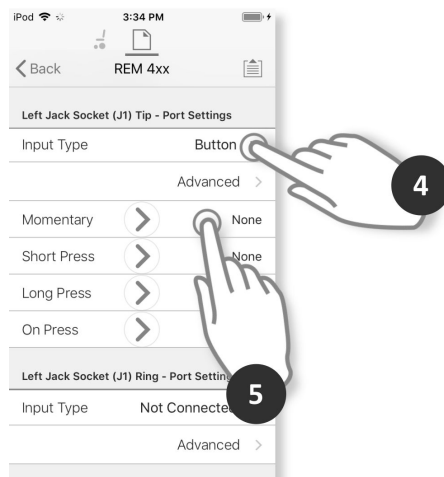 iPod 3:34 PM
Back REM 4xx
Left Jack Socket (J1) Tip - Port Settings
Input Type Button
Advanced
Momentary None
Short Press None
Long Press
On Press
Left Jack Socket (J1) Ring - Port
Input Type Not
Advanced
4
5